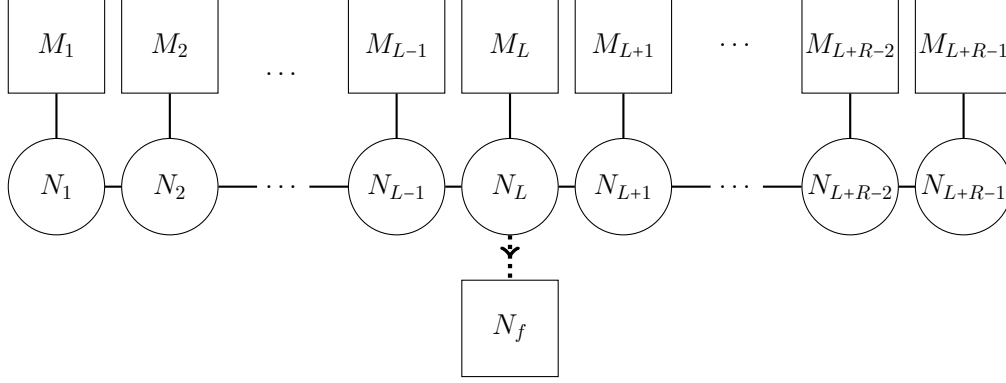 M_1 M_2 ... M_{L-1} M_L M_{L+1} ... M_{L+R-2} M_{L+R-1}
N_1 N_2 ... N_{L-1} N_L N_{L+1} ... N_{L+R-2} N_{L+R-1}
N_f